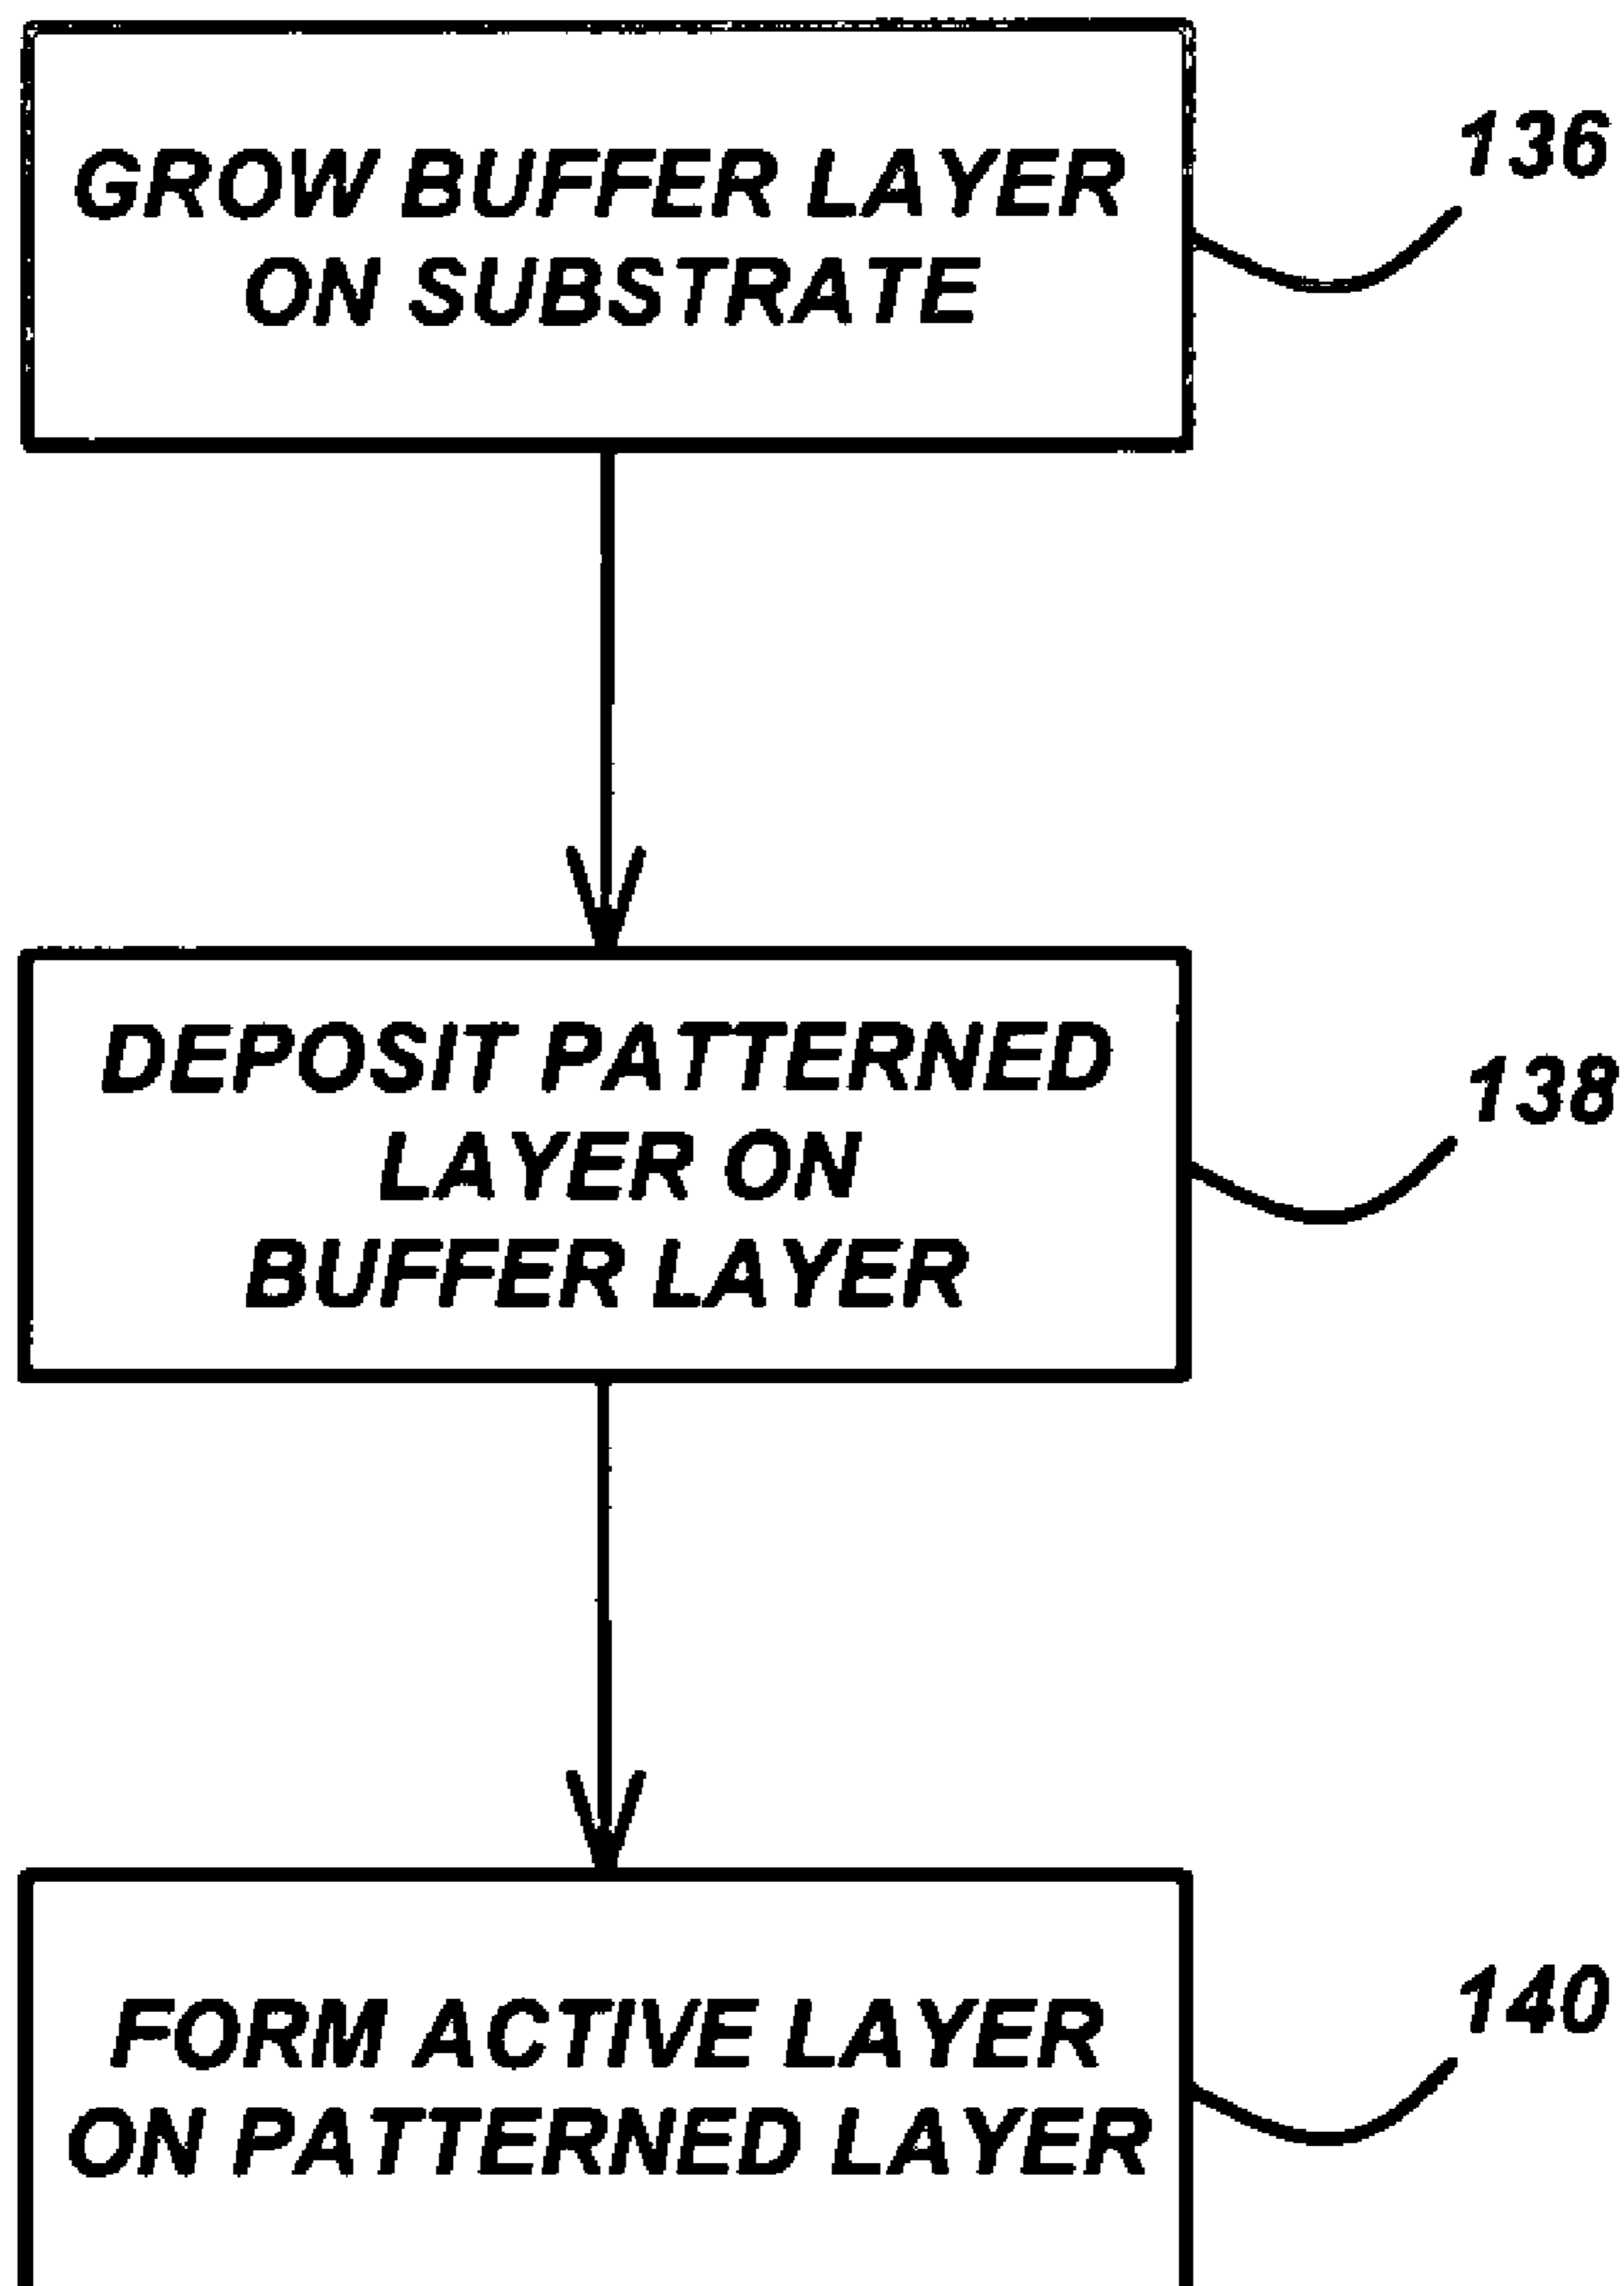 GROW BUFFER LAYER
ON SUBSTRATE
136
DEPOSIT PATTERNED
LAYER ON
BUFFER LAYER
138
FORM ACTIVE LAYER
ON PATTERNED LAYER
140